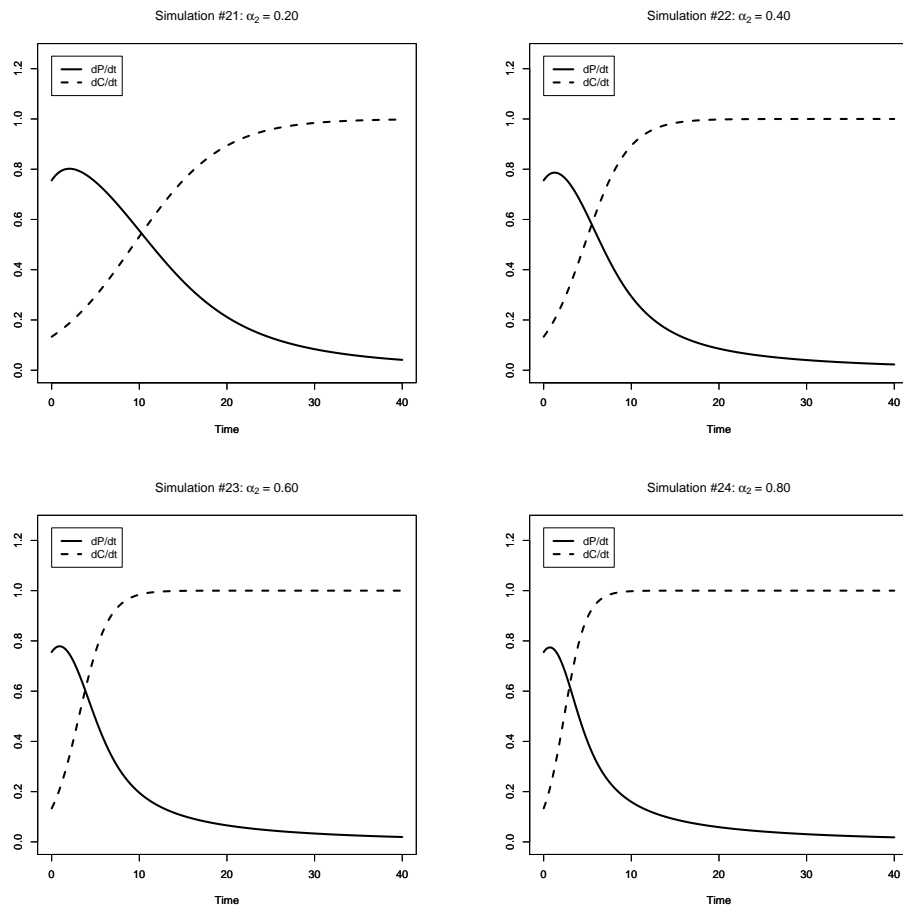 Simulation #21: α₂ = 0.20
dP/dt
dC/dt
0.0 0.2 0.4 0.6 0.8 1.0 1.2
0 10 20 30 40
Time
Simulation #22: α₂ = 0.40
dP/dt
dC/dt
0.0 0.2 0.4 0.6 0.8 1.0 1.2
0 10 20 30 40
Time
Simulation #23: α₂ = 0.60
dP/dt
dC/dt
0.0 0.2 0.4 0.6 0.8 1.0 1.2
0 10 20 30 40
Time
Simulation #24: α₂ = 0.80
dP/dt
dC/dt
0.0 0.2 0.4 0.6 0.8 1.0 1.2
0 10 20 30 40
Time